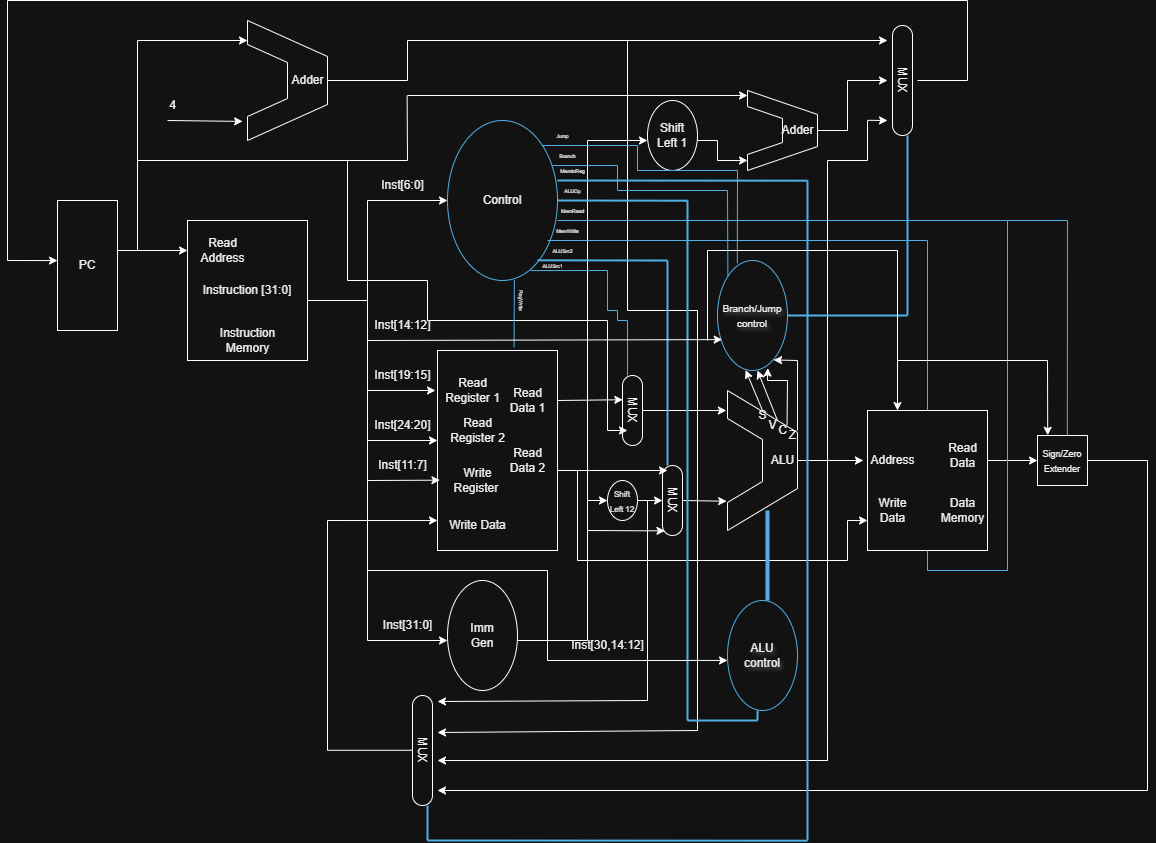 Adder
MUX
4
Shift
Left 1
Adder
Jump
Branch
MemtoReg
ALUOp
MemRead
MemWrite
ALUSrc2
ALUSrc1
RegWrite
Control
Inst[6:0]
PC
Read
Address
Instruction [31:0]
Instruction
Memory
Inst[14:12]
Branch/Jump
control
Inst[19:15]
Read
Register 1
Read
Data 1
MUX
Inst[24:20]
Read
Register 2
Read
Data 2
Inst[11:7]
Write
Register
Write Data
S
V
C
Z
ALU
Shift
Left 12
MUX
Address
Read
Data
Write
Data
Data
Memory
Sign/Zero
Extender
Inst[31:0]
Imm
Gen
Inst[30,14:12]
ALU
control
MUX